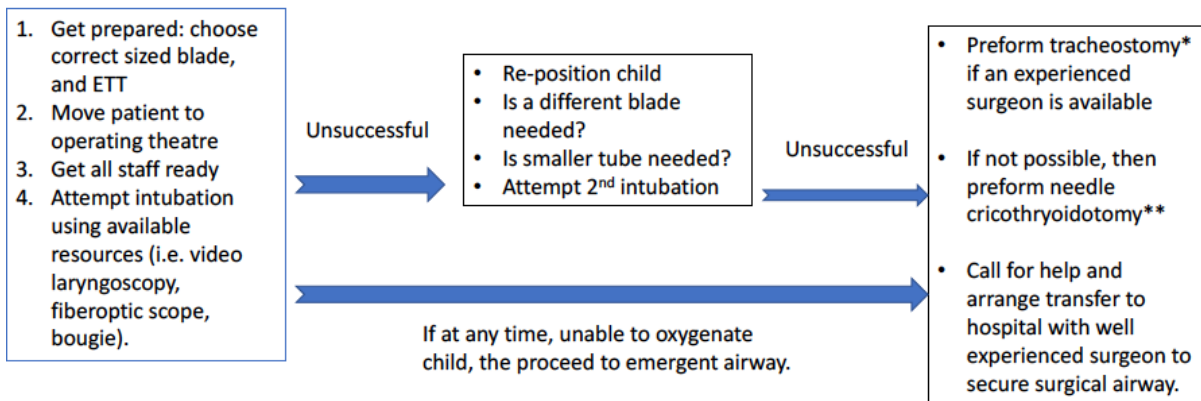 1. Get prepared: choose
correct sized blade,
and ETT
2. Move patient to
operating theatre
3. Get all staff ready
4. Attempt intubation
using available
resources (i.e. video
laryngoscopy,
fiberoptic scope,
bougie).
Unsuccessful
• Re-position child
• Is a different blade
needed?
• Is smaller tube needed?
• Attempt 2nd intubation
Unsuccessful
• Preform tracheostomy*
if an experienced
surgeon is available
• If not possible, then
preform needle
cricothryoidotomy**
• Call for help and
arrange transfer to
hospital with well
experienced surgeon to
secure surgical airway.
If at any time, unable to oxygenate
child, the proceed to emergent airway.